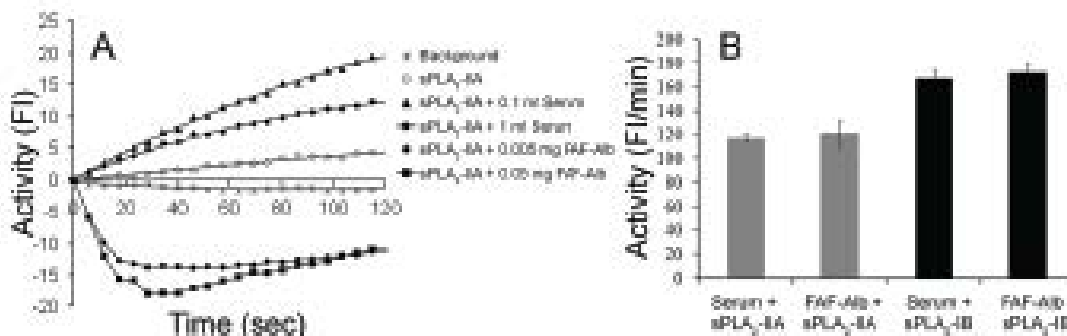 A
Activity (FI)
25
20
15
10
5
0
-5
-10
-15
-20
0 20 40 60 80 100 120
Time (sec)
Background
sPLA₂-IIA
sPLA₂-IIA + 0.1 ml Serum
sPLA₂-IIA + 1 ml Serum
sPLA₂-IIA + 0.005 mg FAF-Alb
sPLA₂-IIA + 0.05 mg FAF-Alb
B
Activity (FI/min)
200
180
160
140
120
100
80
60
40
20
0
Serum + sPLA₂-IIA
FAF-Alb + sPLA₂-IIA
Serum + sPLA₂-IB
FAF-Alb sPLA₂-IB